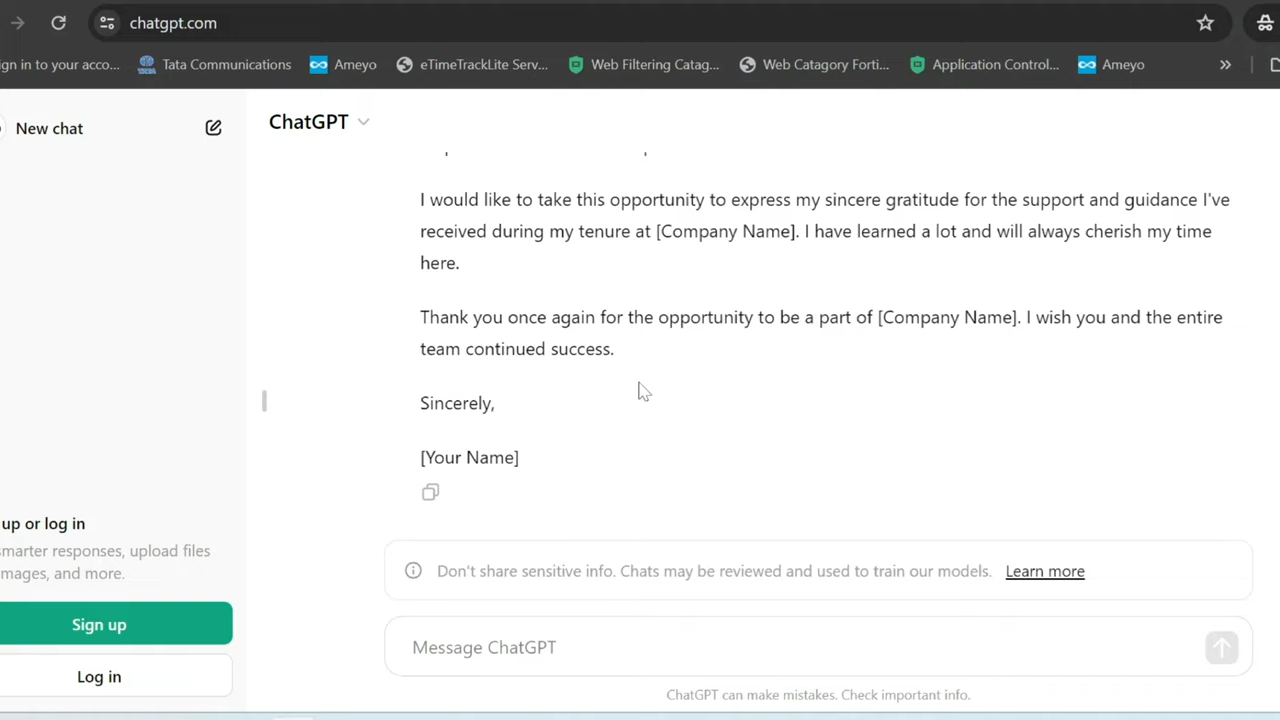 chatgpt.com
ign in to your acco... Tata Communications Ameyo eTimeTrackLite Serv... Web Filtering Catag... Web Catagory Forti... Application Control... Ameyo »
New chat
ChatGPT
I would like to take this opportunity to express my sincere gratitude for the support and guidance I've
received during my tenure at [Company Name]. I have learned a lot and will always cherish my time
here.
Thank you once again for the opportunity to be a part of [Company Name]. I wish you and the entire
team continued success.
Sincerely,
[Your Name]
up or log in
smarter responses, upload files
mages, and more.
Sign up
Log in
Don't share sensitive info. Chats may be reviewed and used to train our models. Learn more
Message ChatGPT
ChatGPT can make mistakes. Check important info.